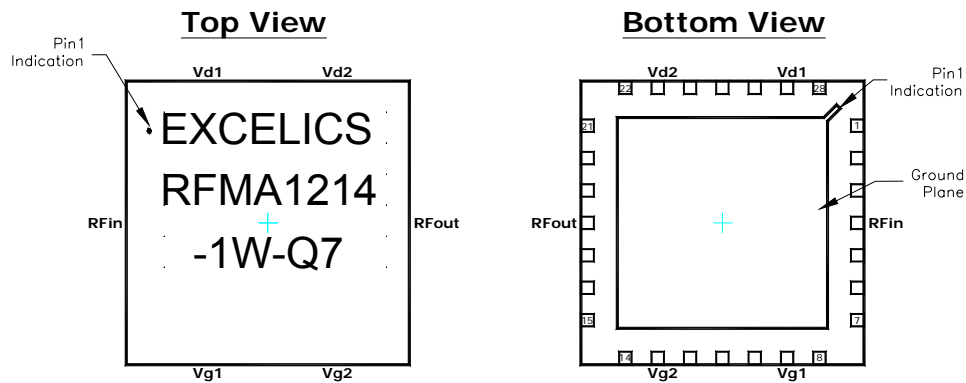 Top View
Pin1
Indication
Vd1
Vd2
EXCELICS
RFMA1214
-1W-Q7
RFin
RFout
Vg1
Vg2
Bottom View
Vd2
Vd1
Pin1
Indication
22
28
21
1
Ground
Plane
RFout
RFin
15
7
14
8
Vg2
Vg1